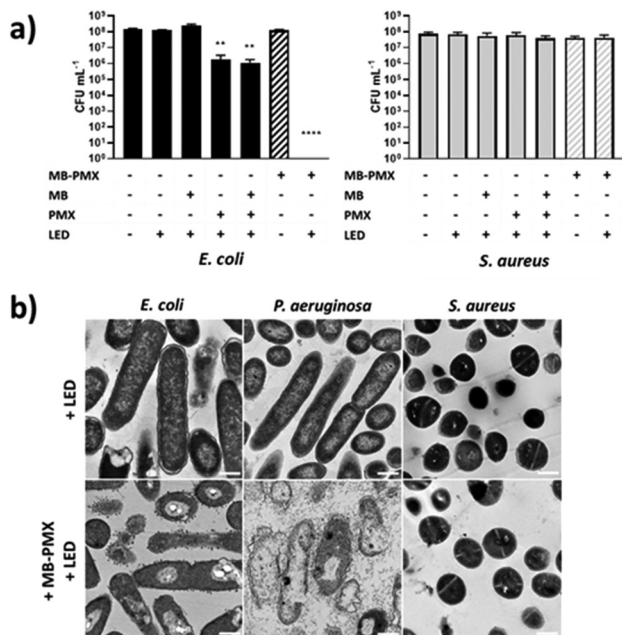 a)
CFU mL⁻¹
10⁹
10⁸
10⁷
10⁶
10⁵
10⁴
10³
10²
10¹
10⁰
** ** ****
MB-PMX - - - - - + +
MB - - + - + - -
PMX - - - + + - -
LED - + + + + - +
E. coli
CFU mL⁻¹
10⁹
10⁸
10⁷
10⁶
10⁵
10⁴
10³
10²
10¹
10⁰
MB-PMX - - - - - + +
MB - - + - + - -
PMX - - - + + - -
LED - + + + + - +
S. aureus
b)
E. coli P. aeruginosa S. aureus
+ LED
+ MB-PMX
+ LED